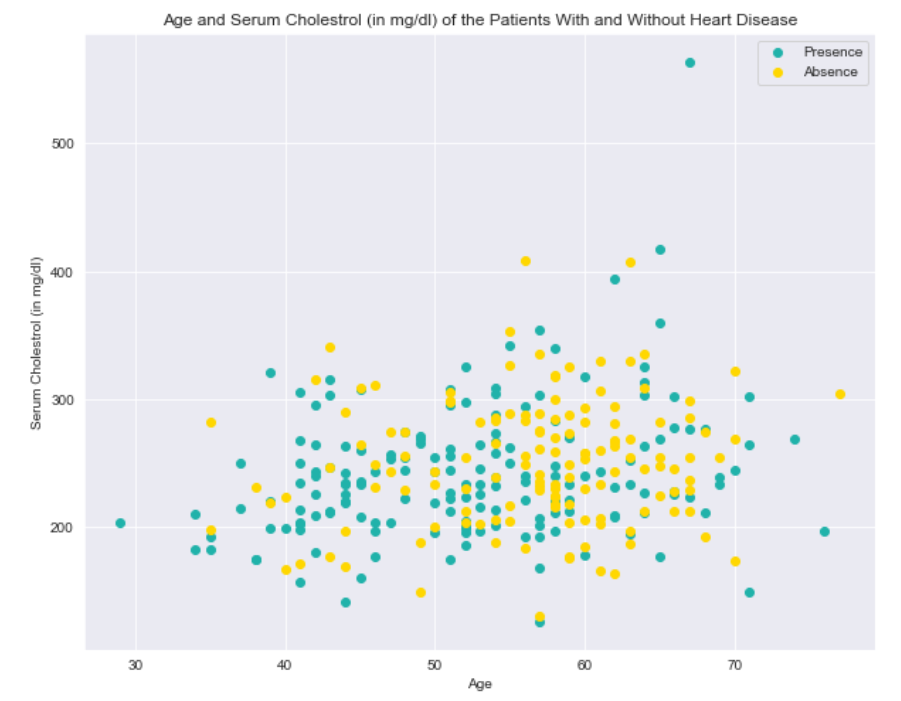 Age and Serum Cholestrol (in mg/dl) of the Patients With and Without Heart Disease
Presence
Absence
500
400
300
200
Serum Cholestrol (in mg/dl)
30 40 50 60 70
Age